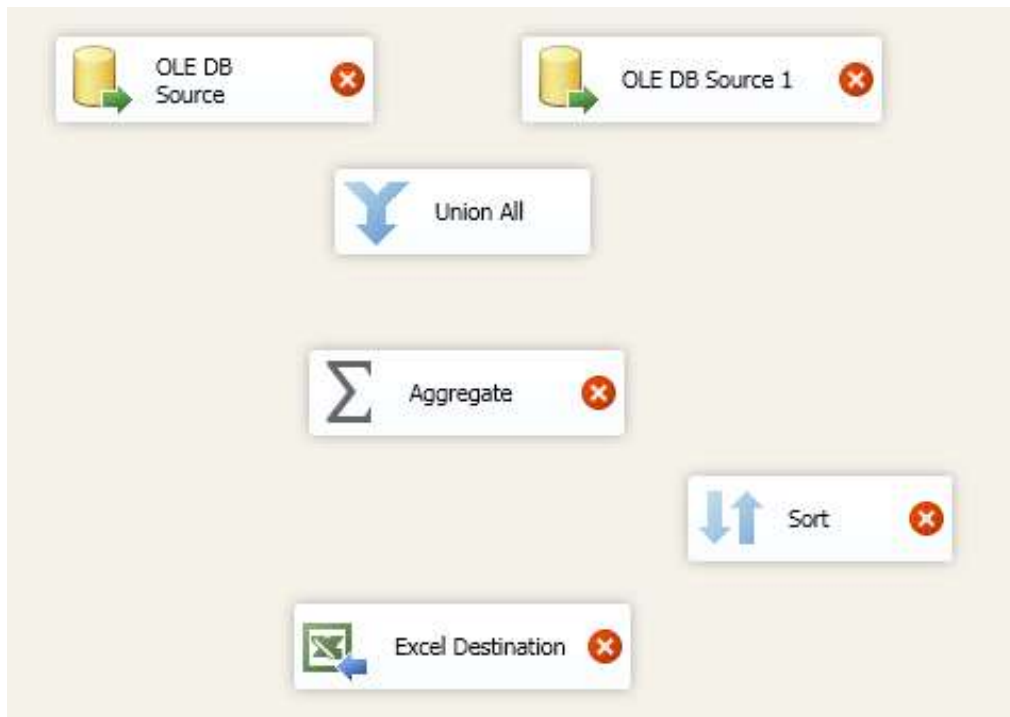 OLE DB
Source
OLE DB Source 1
Union All
Aggregate
Sort
Excel Destination